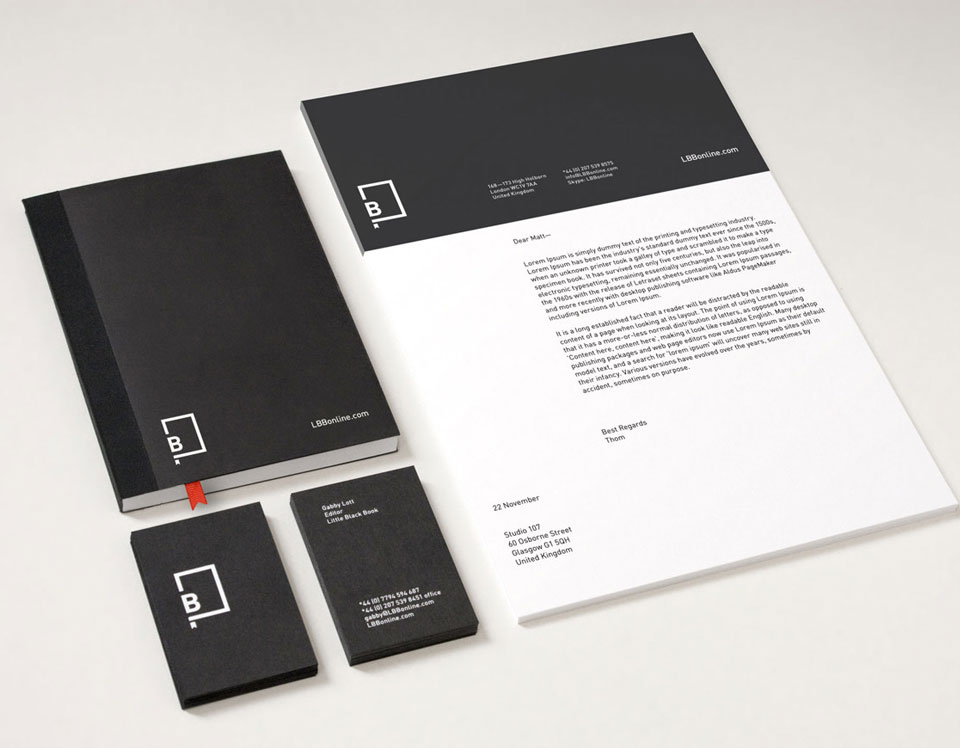 B
LBBonline.com
B
168—173 High Holborn
London WC1V 7AA
United Kingdom
+44 (0) 207 539 8575
info@LBBonline.com
Skype: LBBonline
LBBonline.com
Dear Matt—
Lorem Ipsum is simply dummy text of the printing and typesetting industry.
Lorem Ipsum has been the industry's standard dummy text ever since the 1500s,
when an unknown printer took a galley of type and scrambled it to make a type
specimen book. It has survived not only five centuries, but also the leap into
electronic typesetting, remaining essentially unchanged. It was popularised in
the 1960s with the release of Letraset sheets containing Lorem Ipsum passages,
and more recently with desktop publishing software like Aldus PageMaker
including versions of Lorem Ipsum.
It is a long established fact that a reader will be distracted by the readable
content of a page when looking at its layout. The point of using Lorem Ipsum is
that it has a more-or-less normal distribution of letters, as opposed to using
'Content here, content here', making it look like readable English. Many desktop
publishing packages and web page editors now use Lorem Ipsum as their default
model text, and a search for 'lorem ipsum' will uncover many web sites still in
their infancy. Various versions have evolved over the years, sometimes by
accident, sometimes on purpose.
Best Regards
Thom
22 November
Studio 107
60 Osborne Street
Glasgow G1 5QH
United Kingdom
B
Gabby Lott
Editor
Little Black Book
+44 (0) 7794 594 687
+44 (0) 207 539 8451 office
gabby@LBBonline.com
LBBonline.com